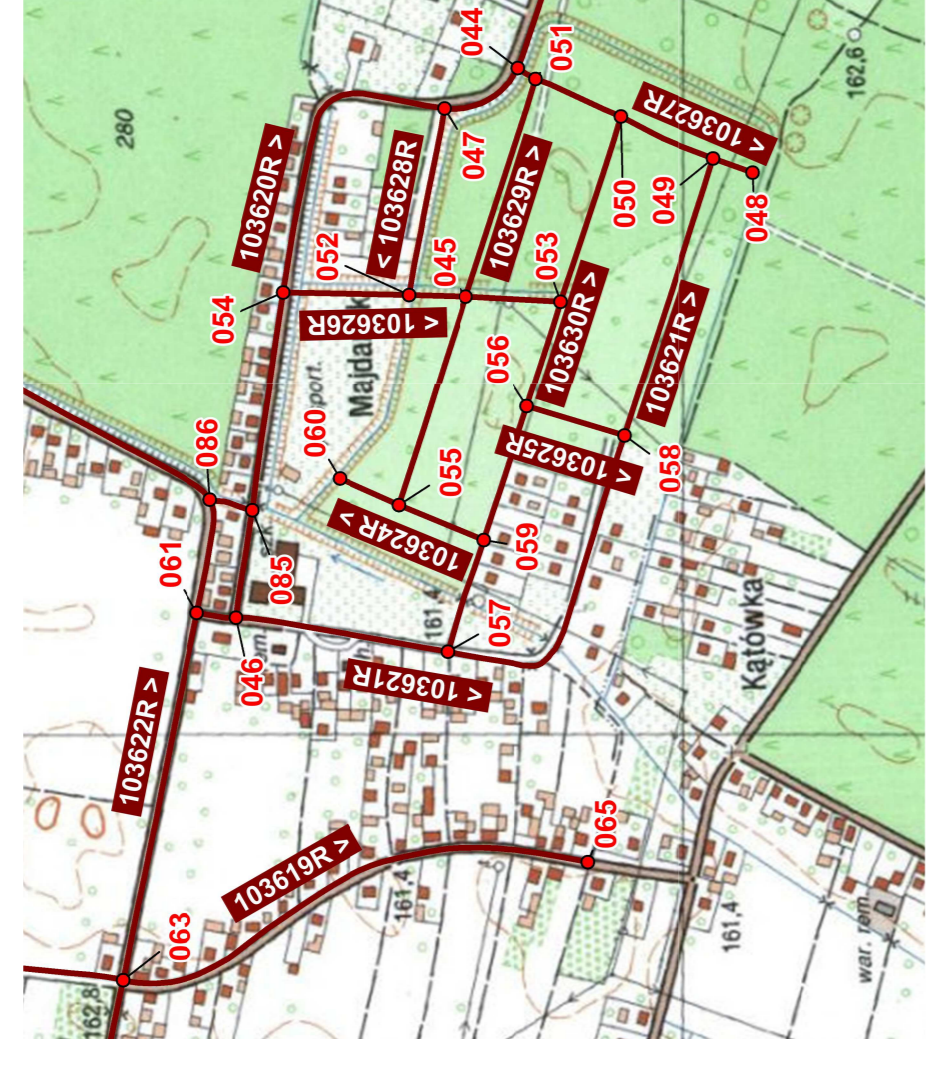 044
051
280
103620R >
< 103628R
047
103629R >
< 103627R
162,6
050
049
048
052
045
053
054
< 103626R
Majdа
port.
056
103630R >
103621R >
060
086
055
< 103625R
058
103624R >
059
061
085
161,4
057
046
< 103621R
Kątówka
103622R >
065
103619R >
063
161,4
161,4
war. rem.
162,8